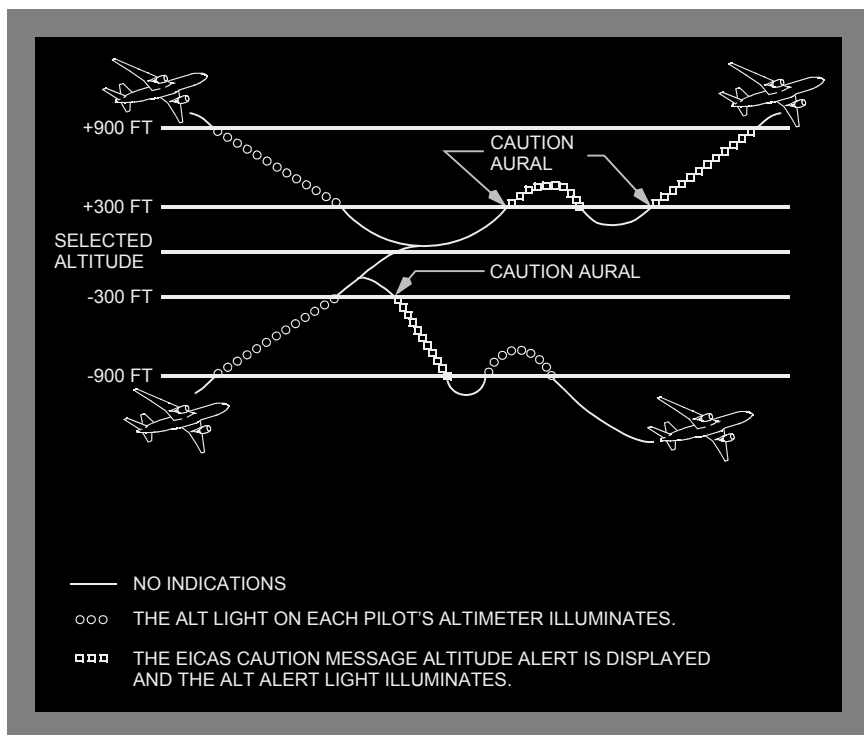 +900 FT
CAUTION
AURAL
+300 FT
SELECTED
ALTITUDE
CAUTION AURAL
-300 FT
-900 FT
NO INDICATIONS
THE ALT LIGHT ON EACH PILOT'S ALTIMETER ILLUMINATES.
THE EICAS CAUTION MESSAGE ALTITUDE ALERT IS DISPLAYED
AND THE ALT ALERT LIGHT ILLUMINATES.